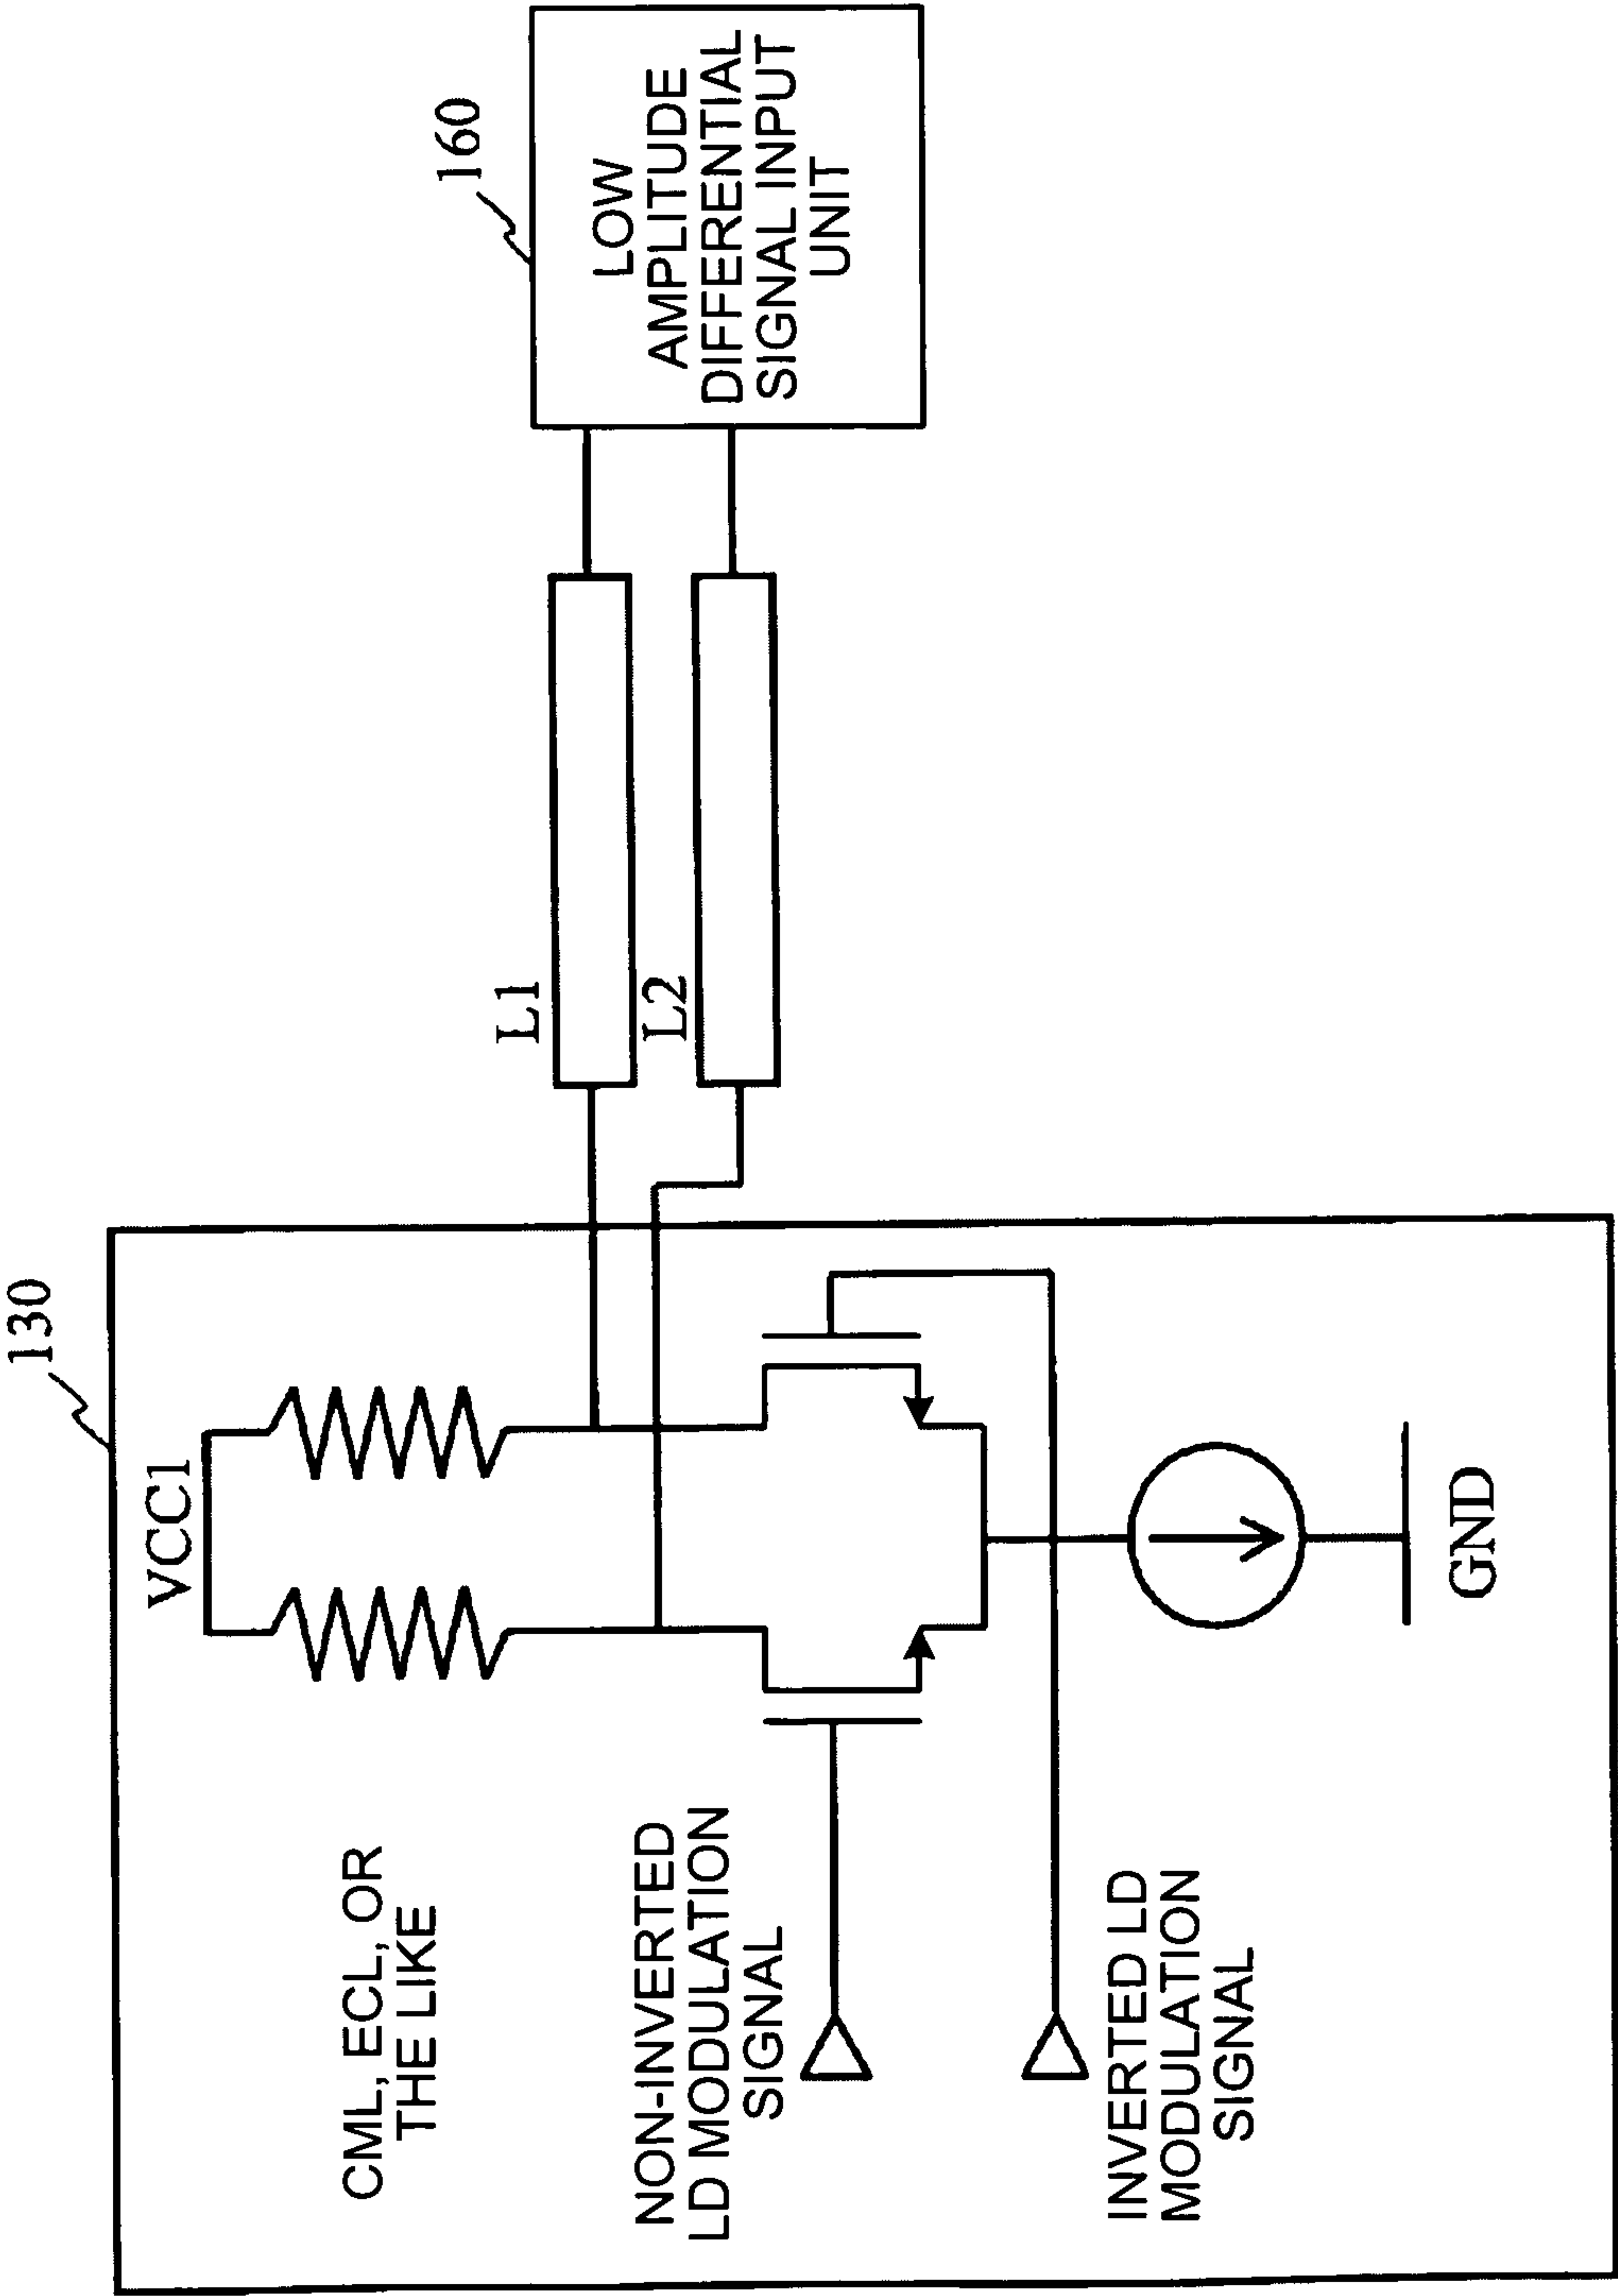 130
VCC1
CML, ECL, OR
THE LIKE
NON-INVERTED
LD MODULATION
SIGNAL
INVERTED LD
MODULATION
SIGNAL
GND
L1
L2
160
LOW
AMPLITUDE
DIFFERENTIAL
SIGNAL INPUT
UNIT